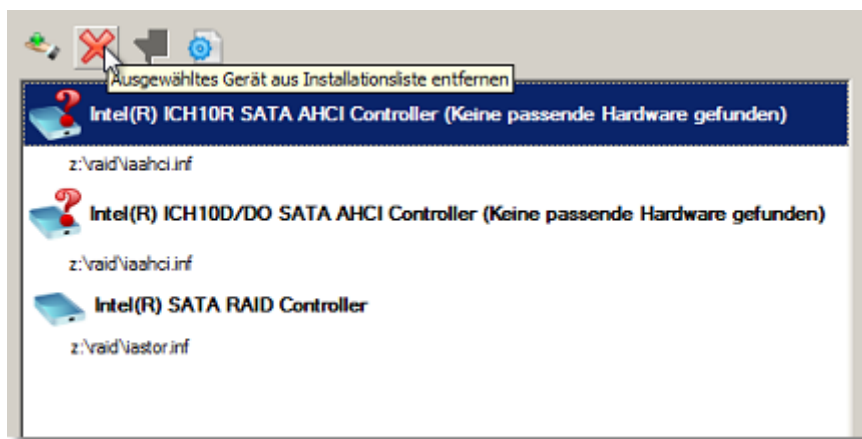 Ausgewähltes Gerät aus Installationsliste entfernen
Intel(R) ICH10R SATA AHCI Controller (Keine passende Hardware gefunden)
z:\raid\iaahci.inf
Intel(R) ICH10D/DO SATA AHCI Controller (Keine passende Hardware gefunden)
z:\raid\iaahci.inf
Intel(R) SATA RAID Controller
z:\raid\iastor.inf